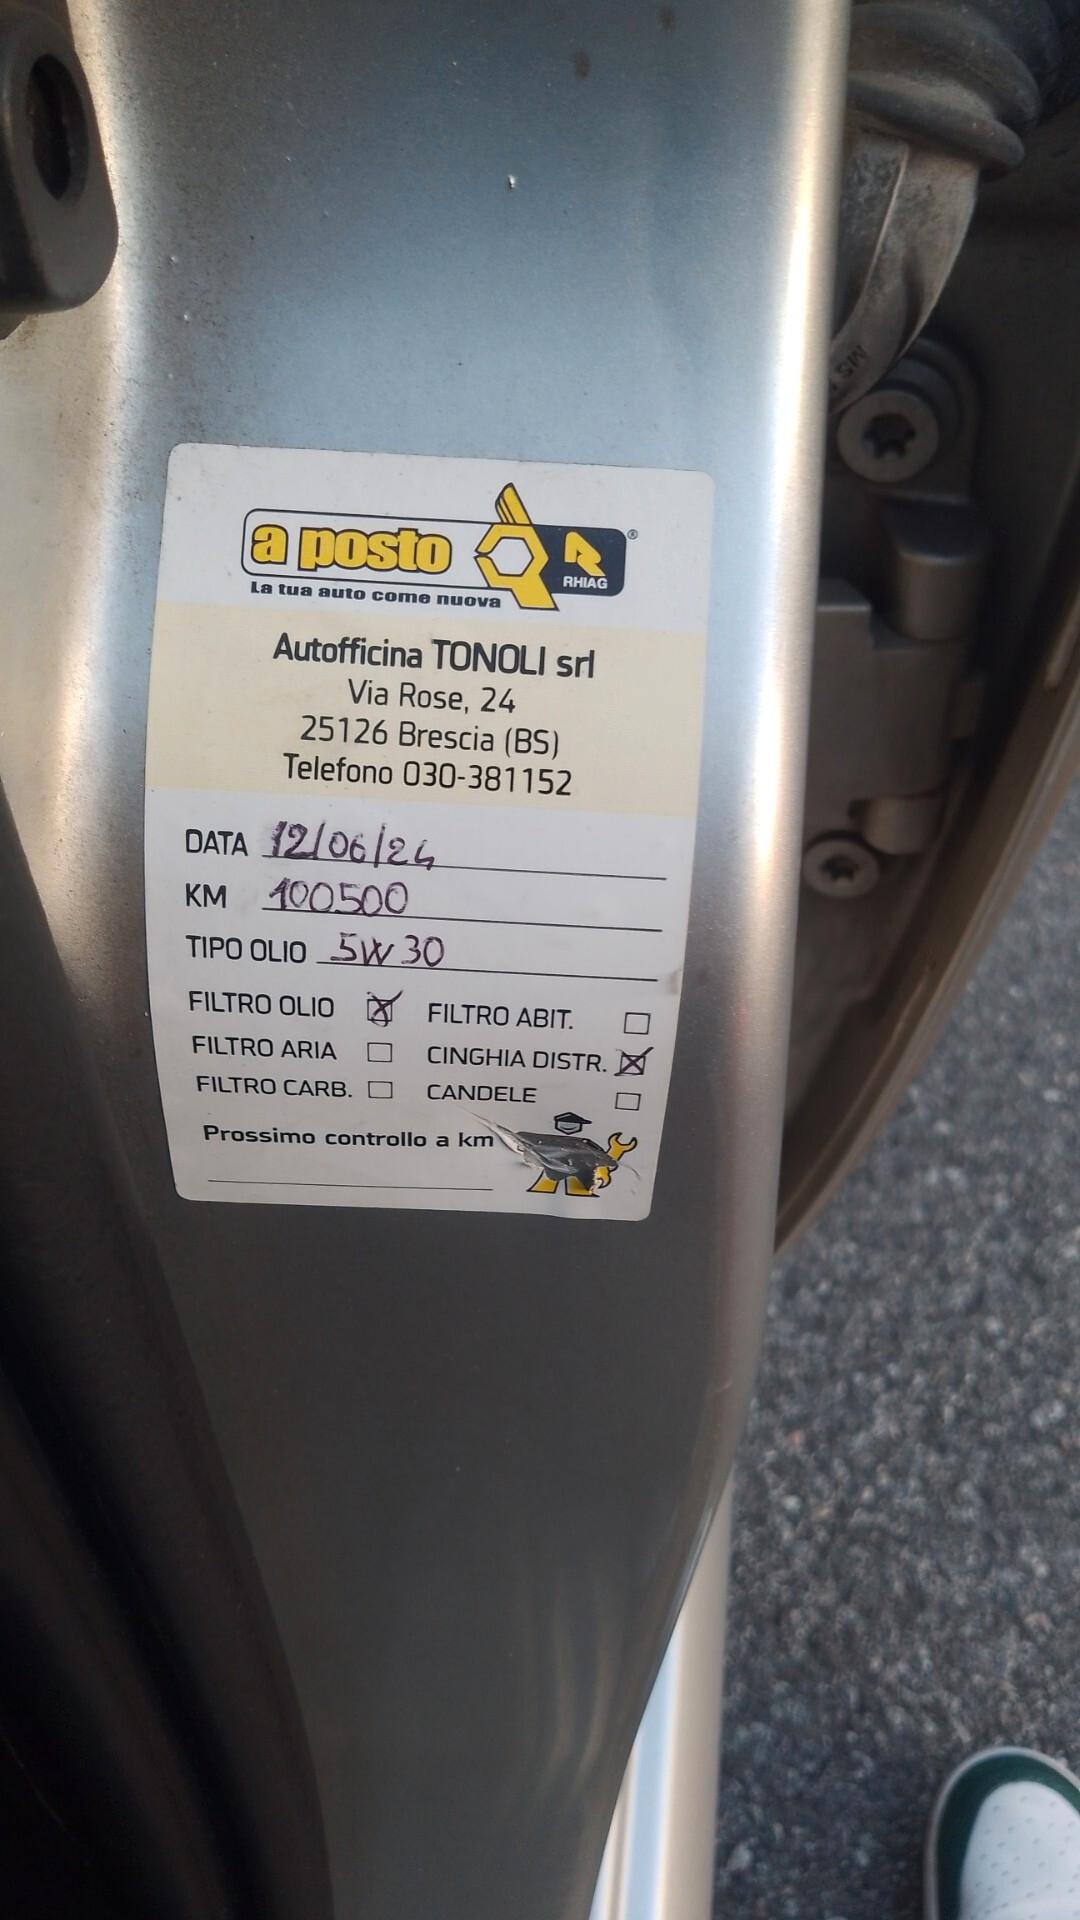 a posto
RHIAG
®
La tua auto come nuova
Autofficina TONOLI srl
Via Rose, 24
25126 Brescia (BS)
Telefono 030-381152
DATA 12/06/24
KM 100500
TIPO OLIO 5W30
FILTRO OLIO FILTRO ABIT.
FILTRO ARIA CINGHIA DISTR.
FILTRO CARB. CANDELE
Prossimo controllo a km